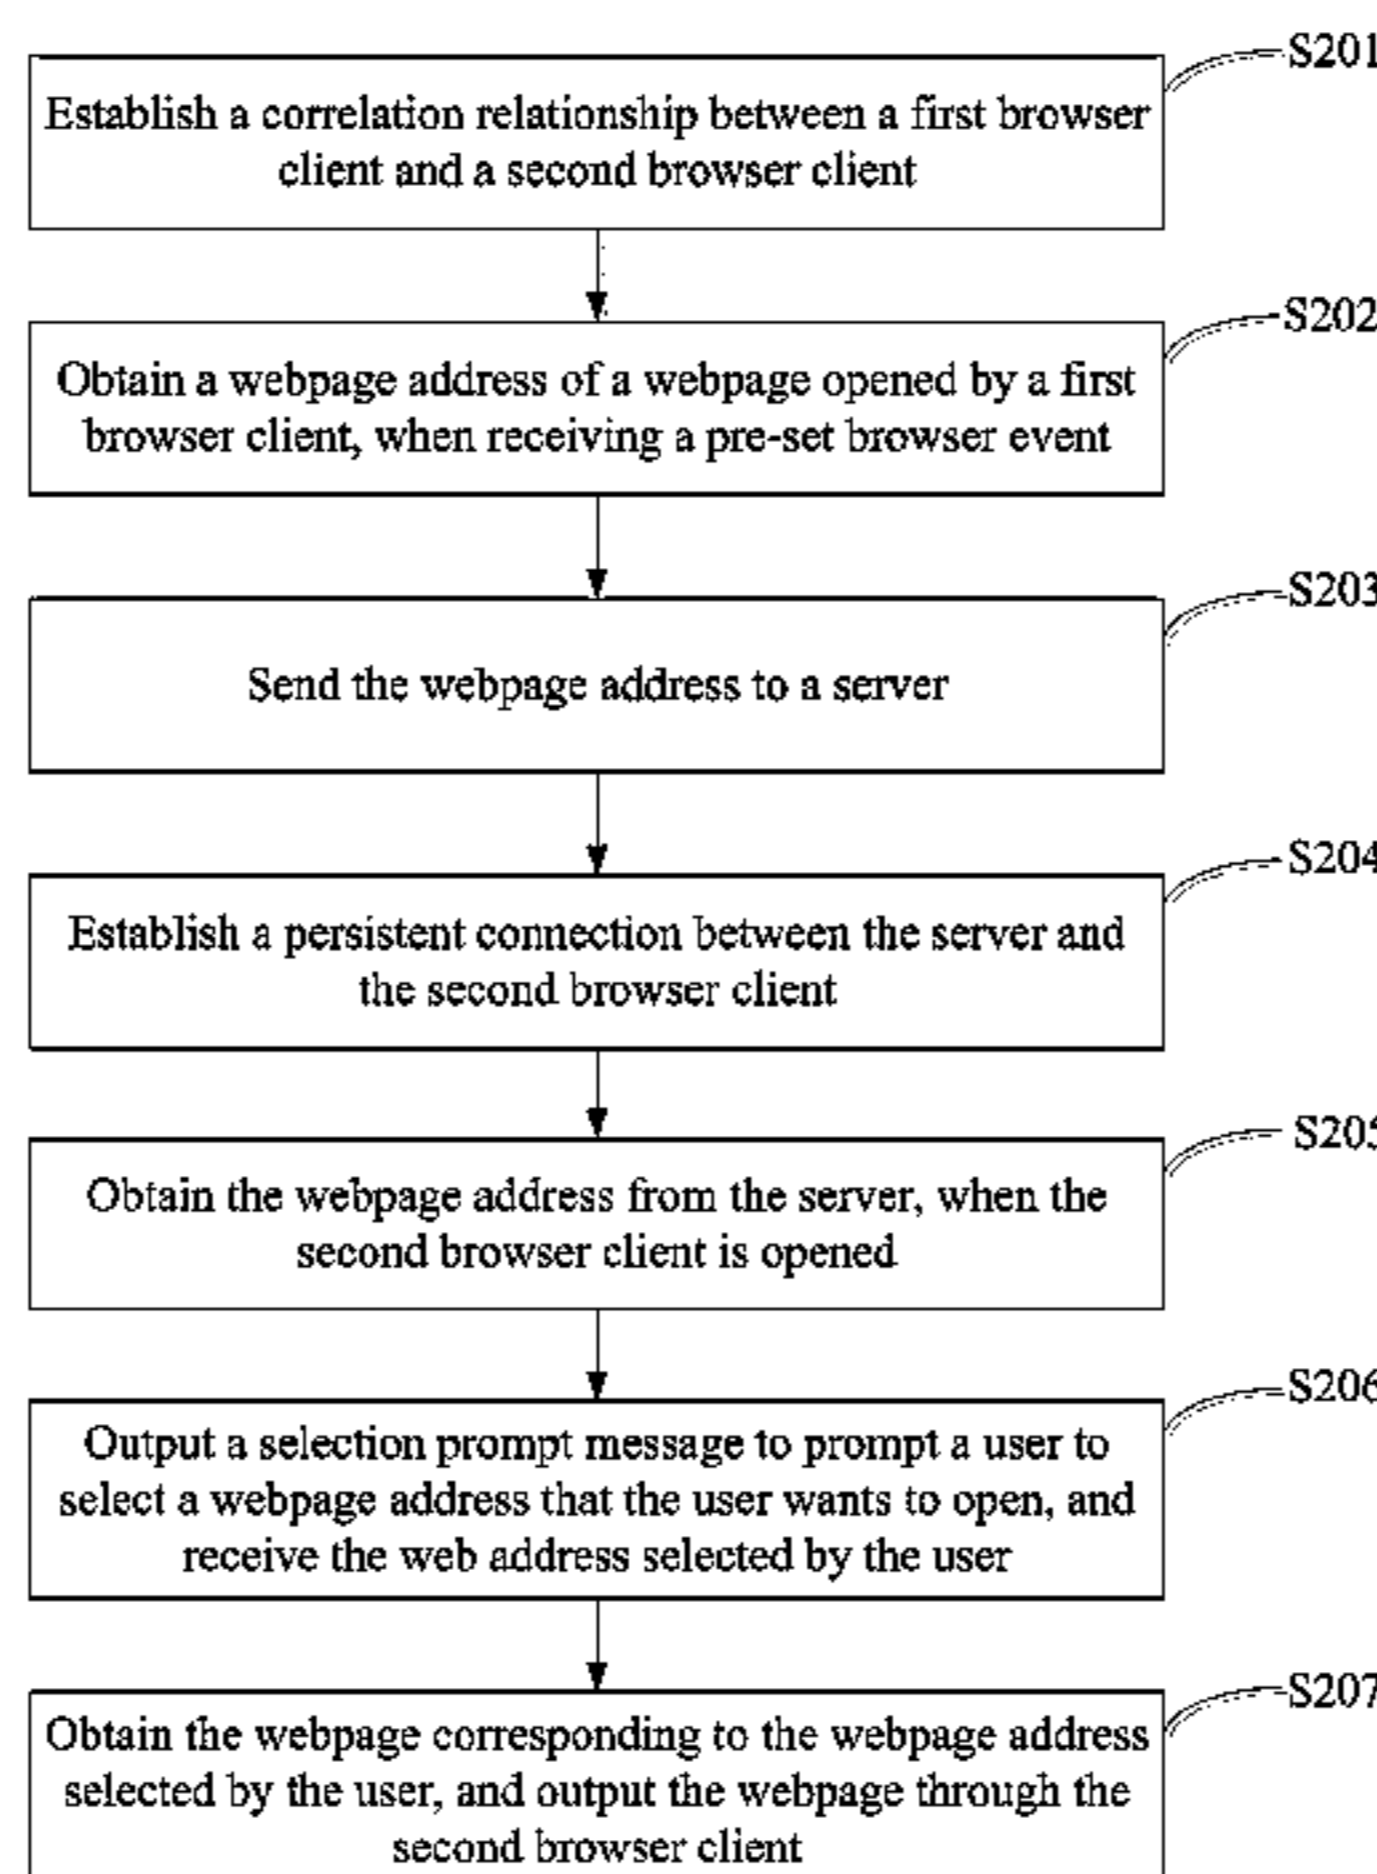 S201
Establish a correlation relationship between a first browser
client and a second browser client
S202
Obtain a webpage address of a webpage opened by a first
browser client, when receiving a pre-set browser event
S203
Send the webpage address to a server
S204
Establish a persistent connection between the server and
the second browser client
S205
Obtain the webpage address from the server, when the
second browser client is opened
S206
Output a selection prompt message to prompt a user to
select a webpage address that the user wants to open, and
receive the web address selected by the user
S207
Obtain the webpage corresponding to the webpage address
selected by the user, and output the webpage through the
second browser client